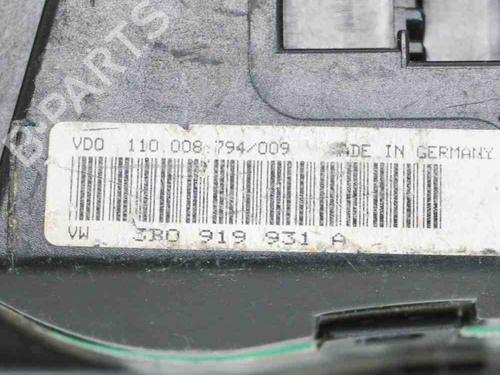 B-PARTS
VDO 110.008.794/009 MADE IN GERMANY
VW 3B0 919 931 A